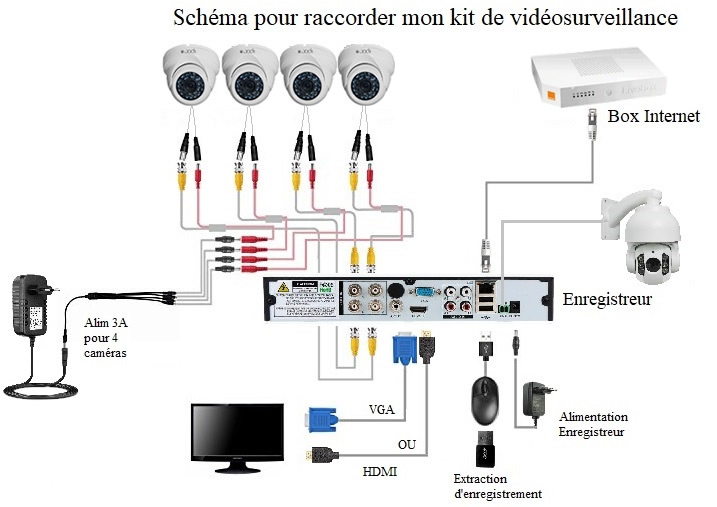 Schéma pour raccorder mon kit de vidéosurveillance
Box Internet
Enregistreur
Alim 3A
pour 4
caméras
VGA
OU
HDMI
Alimentation
Enregistreur
Extraction
d'enregistrement